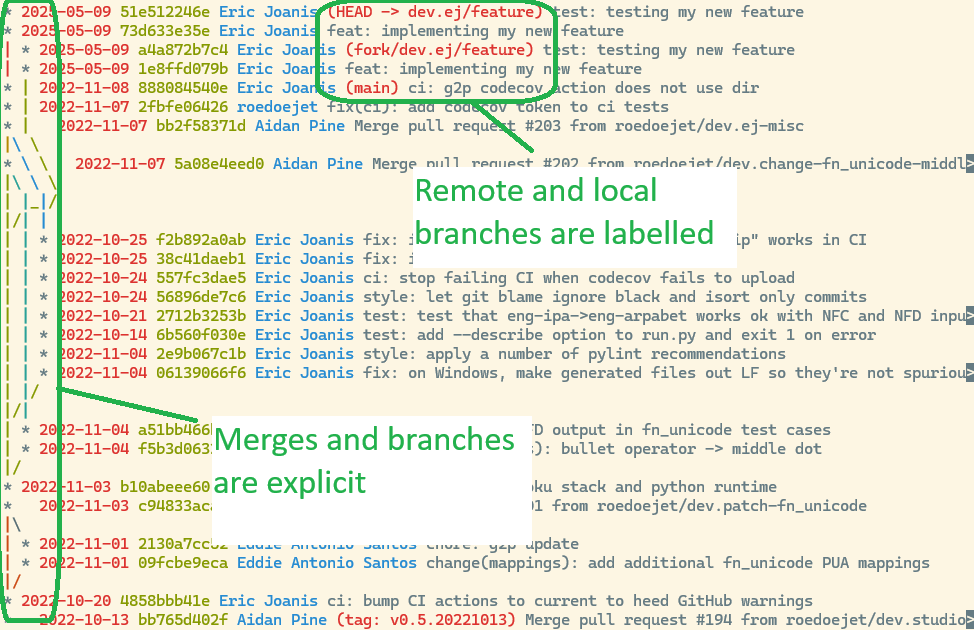 * 2025-05-09 51e512246e Eric Joanis (HEAD -> dev.ej/feature) test: testing my new feature
* 2025-05-09 73d633e35e Eric Joanis feat: implementing my new feature
| * 2025-05-09 a4a872b7c4 Eric Joanis (fork/dev.ej/feature) test: testing my new feature
| * 2025-05-09 1e8ffd079b Eric Joanis feat: implementing my new feature
* | 2022-11-08 888084540e Eric Joanis (main) ci: g2p codecov action does not use dir
* | 2022-11-07 2fbfe06426 roedoejet fix(ci): add codecov token to ci tests
* | 2022-11-07 bb2f58371d Aidan Pine Merge pull request #203 from roedoejet/dev.ej-misc
|\ \
* \ \ 2022-11-07 5a08e4eed0 Aidan Pine Merge pull request #202 from roedoejet/dev.change-fn_unicode-middl>
|\ \ \
| |_|/
|/| |
| | * 2022-10-25 f2b892a0ab Eric Joanis fix: ip" works in CI
| | * 2022-10-25 38c41daeb1 Eric Joanis fix:
| | * 2022-10-24 557fc3dae5 Eric Joanis ci: stop failing CI when codecov fails to upload
| | * 2022-10-24 56896de7c6 Eric Joanis style: let git blame ignore black and isort only commits
| | * 2022-10-21 2712b3253b Eric Joanis test: test that eng-ipa->eng-arpabet works ok with NFC and NFD inpu>
| | * 2022-10-14 6b560f030e Eric Joanis test: add --describe option to run.py and exit 1 on error
| | * 2022-11-04 2e9b067c1b Eric Joanis style: apply a number of pylint recommendations
| | * 2022-11-04 06139066f6 Eric Joanis fix: on Windows, make generated files out LF so they're not spuriou>
| |/
|/|
| * 2022-11-04 a51bb466 FD output in fn_unicode test cases
| * 2022-11-04 f5b3d063 ): bullet operator -> middle dot
|/
* 2022-11-03 b10abeee60 oku stack and python runtime
* 2022-11-03 c94833aca 01 from roedoejet/dev.patch-fn_unicode
|\
| * 2022-11-01 2130a7cc52 Eddie Antonio Santos chore: g2p update
| * 2022-11-01 09fcbe9eca Eddie Antonio Santos change(mappings): add additional fn_unicode PUA mappings
|/
* 2022-10-20 4858bbb41e Eric Joanis ci: bump CI actions to current to heed GitHub warnings
2022-10-13 bb765d402f Aidan Pine (tag: v0.5.20221013) Merge pull request #194 from roedoejet/dev.studio>
Remote and local
branches are labelled
Merges and branches
are explicit